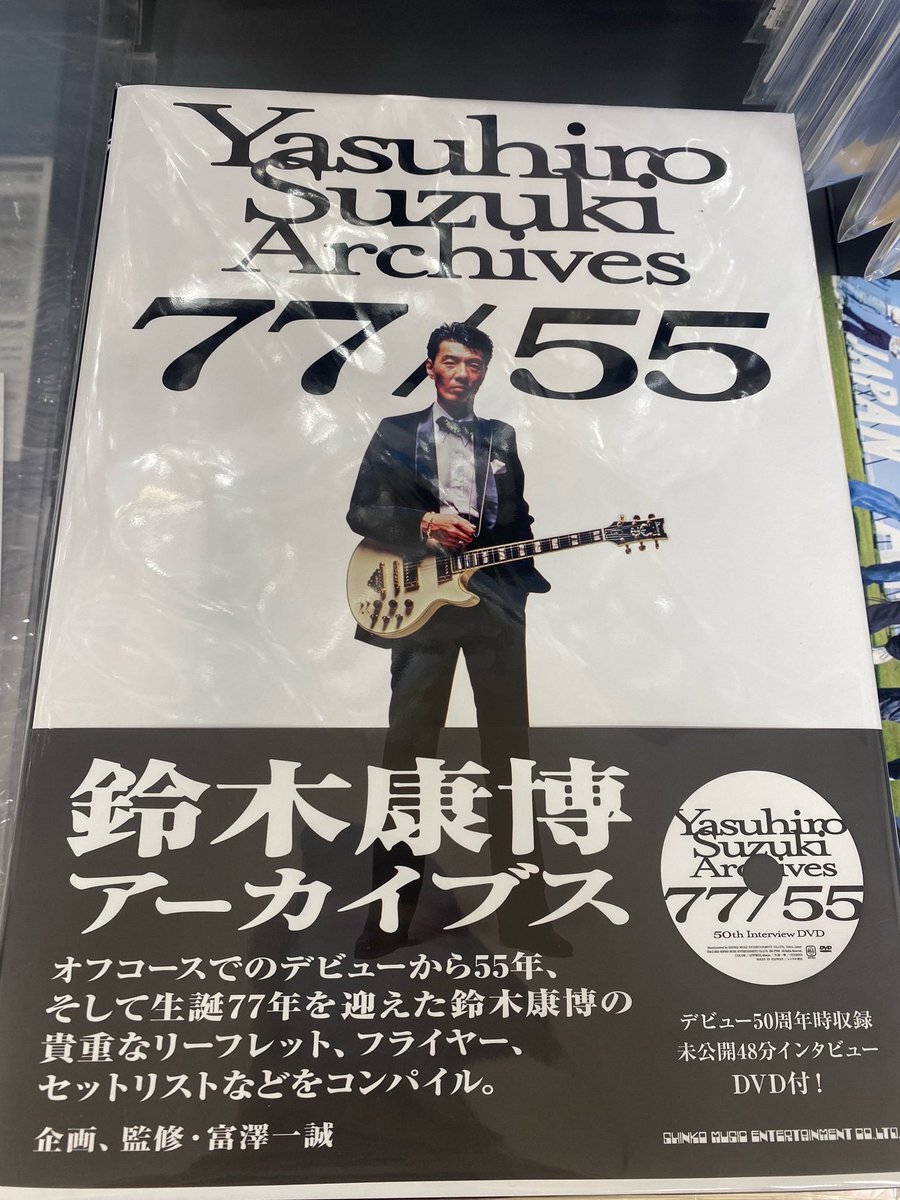 Yasuhiro
Suzuki
Archives
77/55
JAPAN
鈴木康博
アーカイブス
オフコースでのデビューから55年、
そして生誕77年を迎えた鈴木康博の
貴重なリーフレット、フライヤー、
セットリストなどをコンパイル。
企画、監修・富澤一誠
Yasuhiro
Suzuki
Archives
77/55
50th Interview DVD
デビュー50周年時収録
未公開48分インタビュー
DVD付!
SHINKO MUSIC ENTERTAINMENT CO.,LTD.